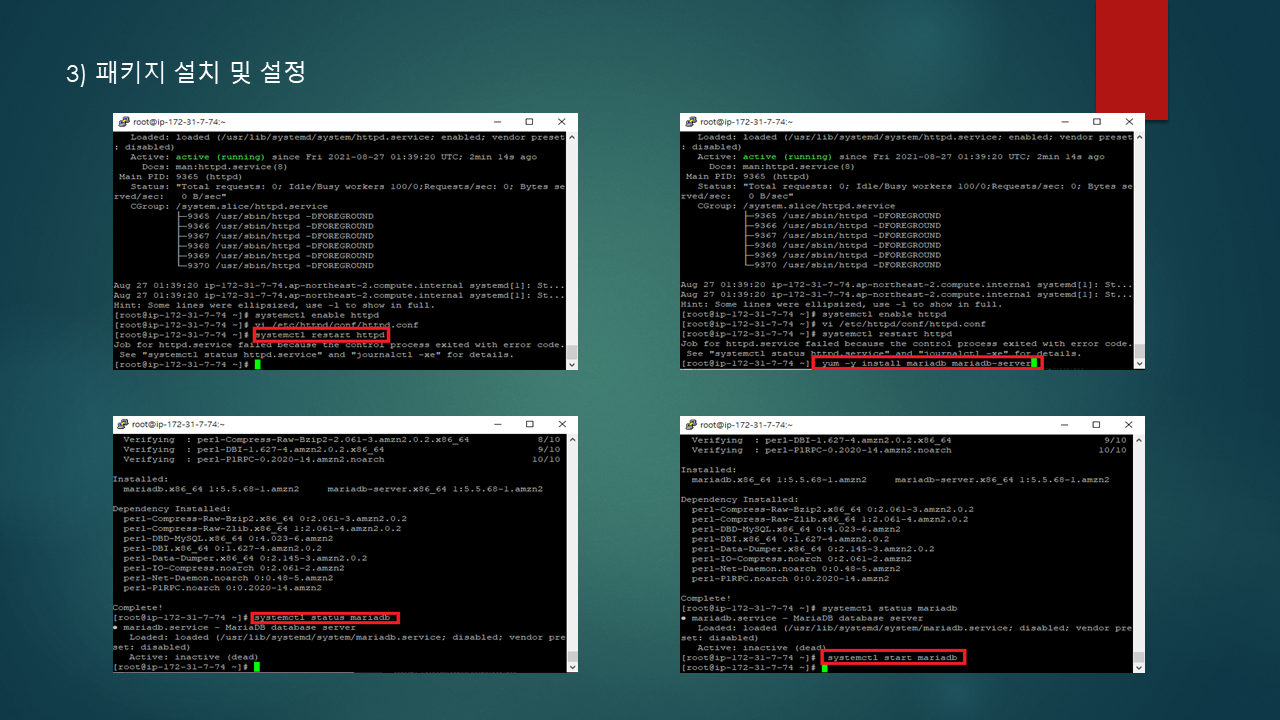 3) 패키지 설치 및 설정
root@ip-172-31-7-74:~
Loaded: loaded (/usr/lib/systemd/system/httpd.service; enabled; vendor preset
: disabled)
Active: active (running) since Fri 2021-08-27 01:39:20 UTC; 2min 14s ago
Docs: man:httpd.service(8)
Main PID: 9365 (httpd)
Status: "Total requests: 0; Idle/Busy workers 100/0;Requests/sec: 0; Bytes se
rved/sec:   0 B/sec"
CGroup: /system.slice/httpd.service
├─9365 /usr/sbin/httpd -DFOREGROUND
├─9366 /usr/sbin/httpd -DFOREGROUND
├─9367 /usr/sbin/httpd -DFOREGROUND
├─9368 /usr/sbin/httpd -DFOREGROUND
├─9369 /usr/sbin/httpd -DFOREGROUND
└─9370 /usr/sbin/httpd -DFOREGROUND
Aug 27 01:39:20 ip-172-31-7-74.ap-northeast-2.compute.internal systemd[1]: St...
Aug 27 01:39:20 ip-172-31-7-74.ap-northeast-2.compute.internal systemd[1]: St...
Hint: Some lines were ellipsized, use -l to show in full.
[root@ip-172-31-7-74 ~]# systemctl enable httpd
[root@ip-172-31-7-74 ~]# vi /etc/httpd/conf/httpd.conf
[root@ip-172-31-7-74 ~]# systemctl restart httpd
Job for httpd.service failed because the control process exited with error code.
See "systemctl status httpd.service" and "journalctl -xe" for details.
[root@ip-172-31-7-74 ~]#
root@ip-172-31-7-74:~
Loaded: loaded (/usr/lib/systemd/system/httpd.service; enabled; vendor preset
: disabled)
Active: active (running) since Fri 2021-08-27 01:39:20 UTC; 2min 14s ago
Docs: man:httpd.service(8)
Main PID: 9365 (httpd)
Status: "Total requests: 0; Idle/Busy workers 100/0;Requests/sec: 0; Bytes se
rved/sec:   0 B/sec"
CGroup: /system.slice/httpd.service
├─9365 /usr/sbin/httpd -DFOREGROUND
├─9366 /usr/sbin/httpd -DFOREGROUND
├─9367 /usr/sbin/httpd -DFOREGROUND
├─9368 /usr/sbin/httpd -DFOREGROUND
├─9369 /usr/sbin/httpd -DFOREGROUND
└─9370 /usr/sbin/httpd -DFOREGROUND
Aug 27 01:39:20 ip-172-31-7-74.ap-northeast-2.compute.internal systemd[1]: St...
Aug 27 01:39:20 ip-172-31-7-74.ap-northeast-2.compute.internal systemd[1]: St...
Hint: Some lines were ellipsized, use -l to show in full.
[root@ip-172-31-7-74 ~]# systemctl enable httpd
[root@ip-172-31-7-74 ~]# vi /etc/httpd/conf/httpd.conf
[root@ip-172-31-7-74 ~]# systemctl restart httpd
Job for httpd.service failed because the control process exited with error code.
See "systemctl status httpd.service" and "journalctl -xe" for details.
[root@ip-172-31-7-74 ~]# yum -y install mariadb mariadb-server
root@ip-172-31-7-74:~
Verifying  : perl-Compress-Raw-Bzip2-2.061-3.amzn2.0.2.x86_64 8/10
Verifying  : perl-DBI-1.627-4.amzn2.0.2.x86_64 9/10
Verifying  : perl-PlRPC-0.2020-14.amzn2.noarch 10/10
Installed:
mariadb.x86_64 1:5.5.68-1.amzn2     mariadb-server.x86_64 1:5.5.68-1.amzn2
Dependency Installed:
perl-Compress-Raw-Bzip2.x86_64 0:2.061-3.amzn2.0.2
perl-Compress-Raw-Zlib.x86_64 1:2.061-4.amzn2.0.2
perl-DBD-MySQL.x86_64 0:4.023-6.amzn2
perl-DBI.x86_64 0:1.627-4.amzn2.0.2
perl-Data-Dumper.x86_64 0:2.145-3.amzn2.0.2
perl-IO-Compress.noarch 0:2.061-2.amzn2
perl-Net-Daemon.noarch 0:0.48-5.amzn2
perl-PlRPC.noarch 0:0.2020-14.amzn2
Complete!
[root@ip-172-31-7-74 ~]# systemctl status mariadb
● mariadb.service - MariaDB database server
Loaded: loaded (/usr/lib/systemd/system/mariadb.service; disabled; vendor pre
set: disabled)
Active: inactive (dead)
[root@ip-172-31-7-74 ~]#
root@ip-172-31-7-74:~
Verifying  : perl-DBI-1.627-4.amzn2.0.2.x86_64 9/10
Verifying  : perl-PlRPC-0.2020-14.amzn2.noarch 10/10
Installed:
mariadb.x86_64 1:5.5.68-1.amzn2     mariadb-server.x86_64 1:5.5.68-1.amzn2
Dependency Installed:
perl-Compress-Raw-Bzip2.x86_64 0:2.061-3.amzn2.0.2
perl-Compress-Raw-Zlib.x86_64 1:2.061-4.amzn2.0.2
perl-DBD-MySQL.x86_64 0:4.023-6.amzn2
perl-DBI.x86_64 0:1.627-4.amzn2.0.2
perl-Data-Dumper.x86_64 0:2.145-3.amzn2.0.2
perl-IO-Compress.noarch 0:2.061-2.amzn2
perl-Net-Daemon.noarch 0:0.48-5.amzn2
perl-PlRPC.noarch 0:0.2020-14.amzn2
Complete!
[root@ip-172-31-7-74 ~]# systemctl status mariadb
● mariadb.service - MariaDB database server
Loaded: loaded (/usr/lib/systemd/system/mariadb.service; disabled; vendor pre
set: disabled)
Active: inactive (dead)
[root@ip-172-31-7-74 ~]# systemctl start mariadb